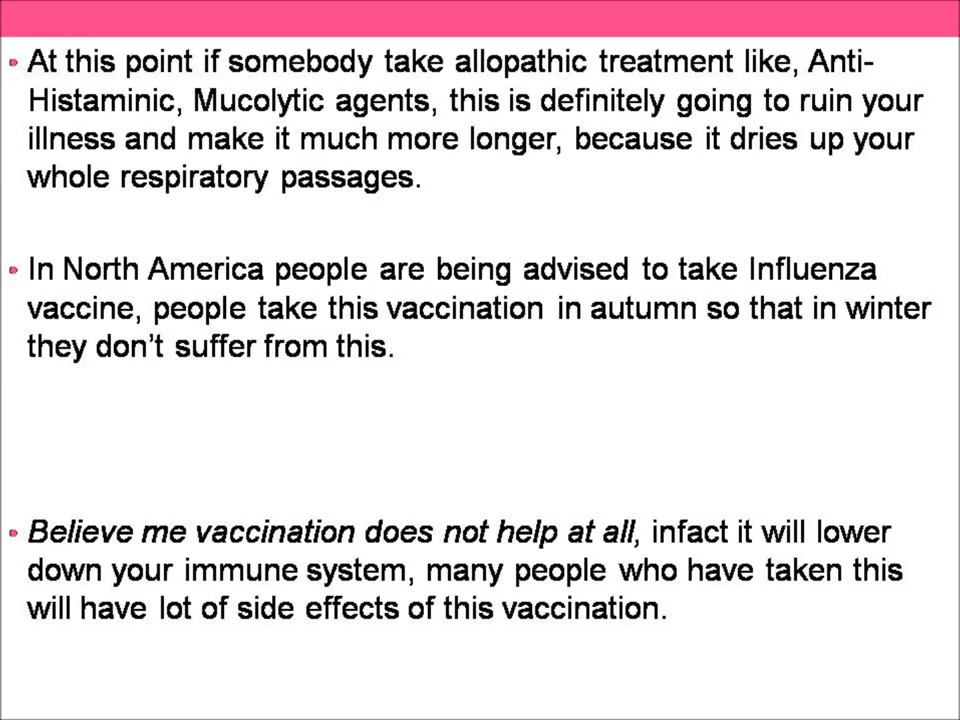 • At this point if somebody take allopathic treatment like, Anti-
Histaminic, Mucolytic agents, this is definitely going to ruin your
illness and make it much more longer, because it dries up your
whole respiratory passages.
• In North America people are being advised to take Influenza
vaccine, people take this vaccination in autumn so that in winter
they don't suffer from this.
• Believe me vaccination does not help at all, infact it will lower
down your immune system, many people who have taken this
will have lot of side effects of this vaccination.